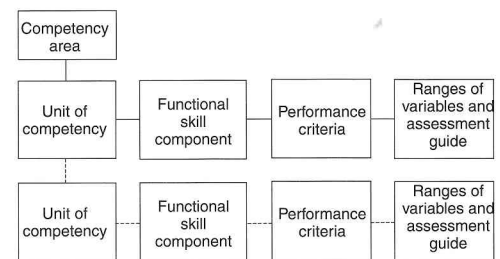 Competency
area
Unit of
competency
Functional
skill
component
Performance
criteria
Ranges of
variables and
assessment
guide
Unit of
competency
Functional
skill
component
Performance
criteria
Ranges of
variables and
assessment
guide